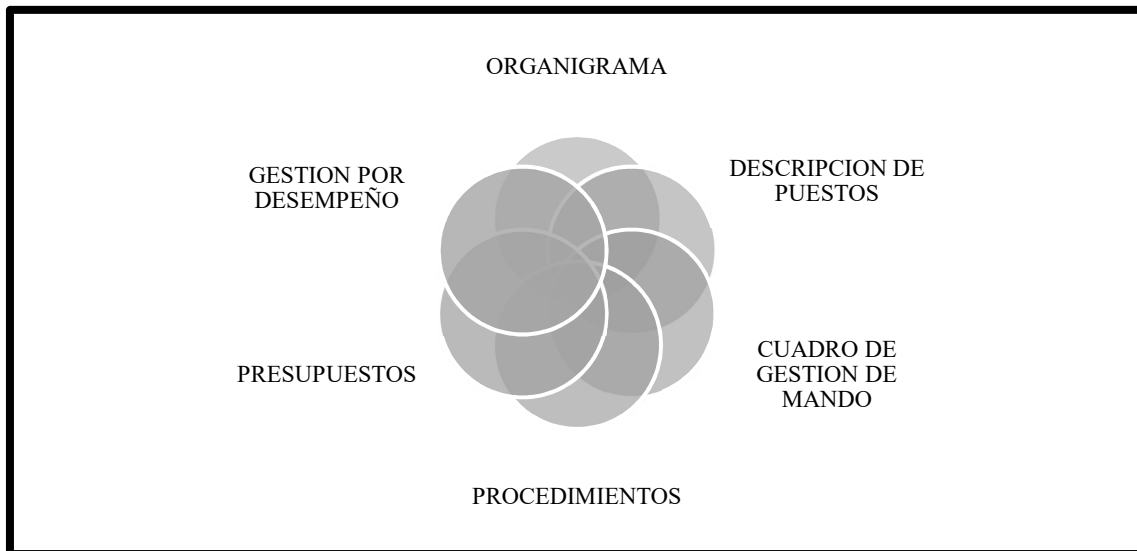 ORGANIGRAMA
DESCRIPCION DE
PUESTOS
CUADRO DE
GESTION DE
MANDO
PROCEDIMIENTOS
PRESUPUESTOS
GESTION POR
DESEMPEÑO